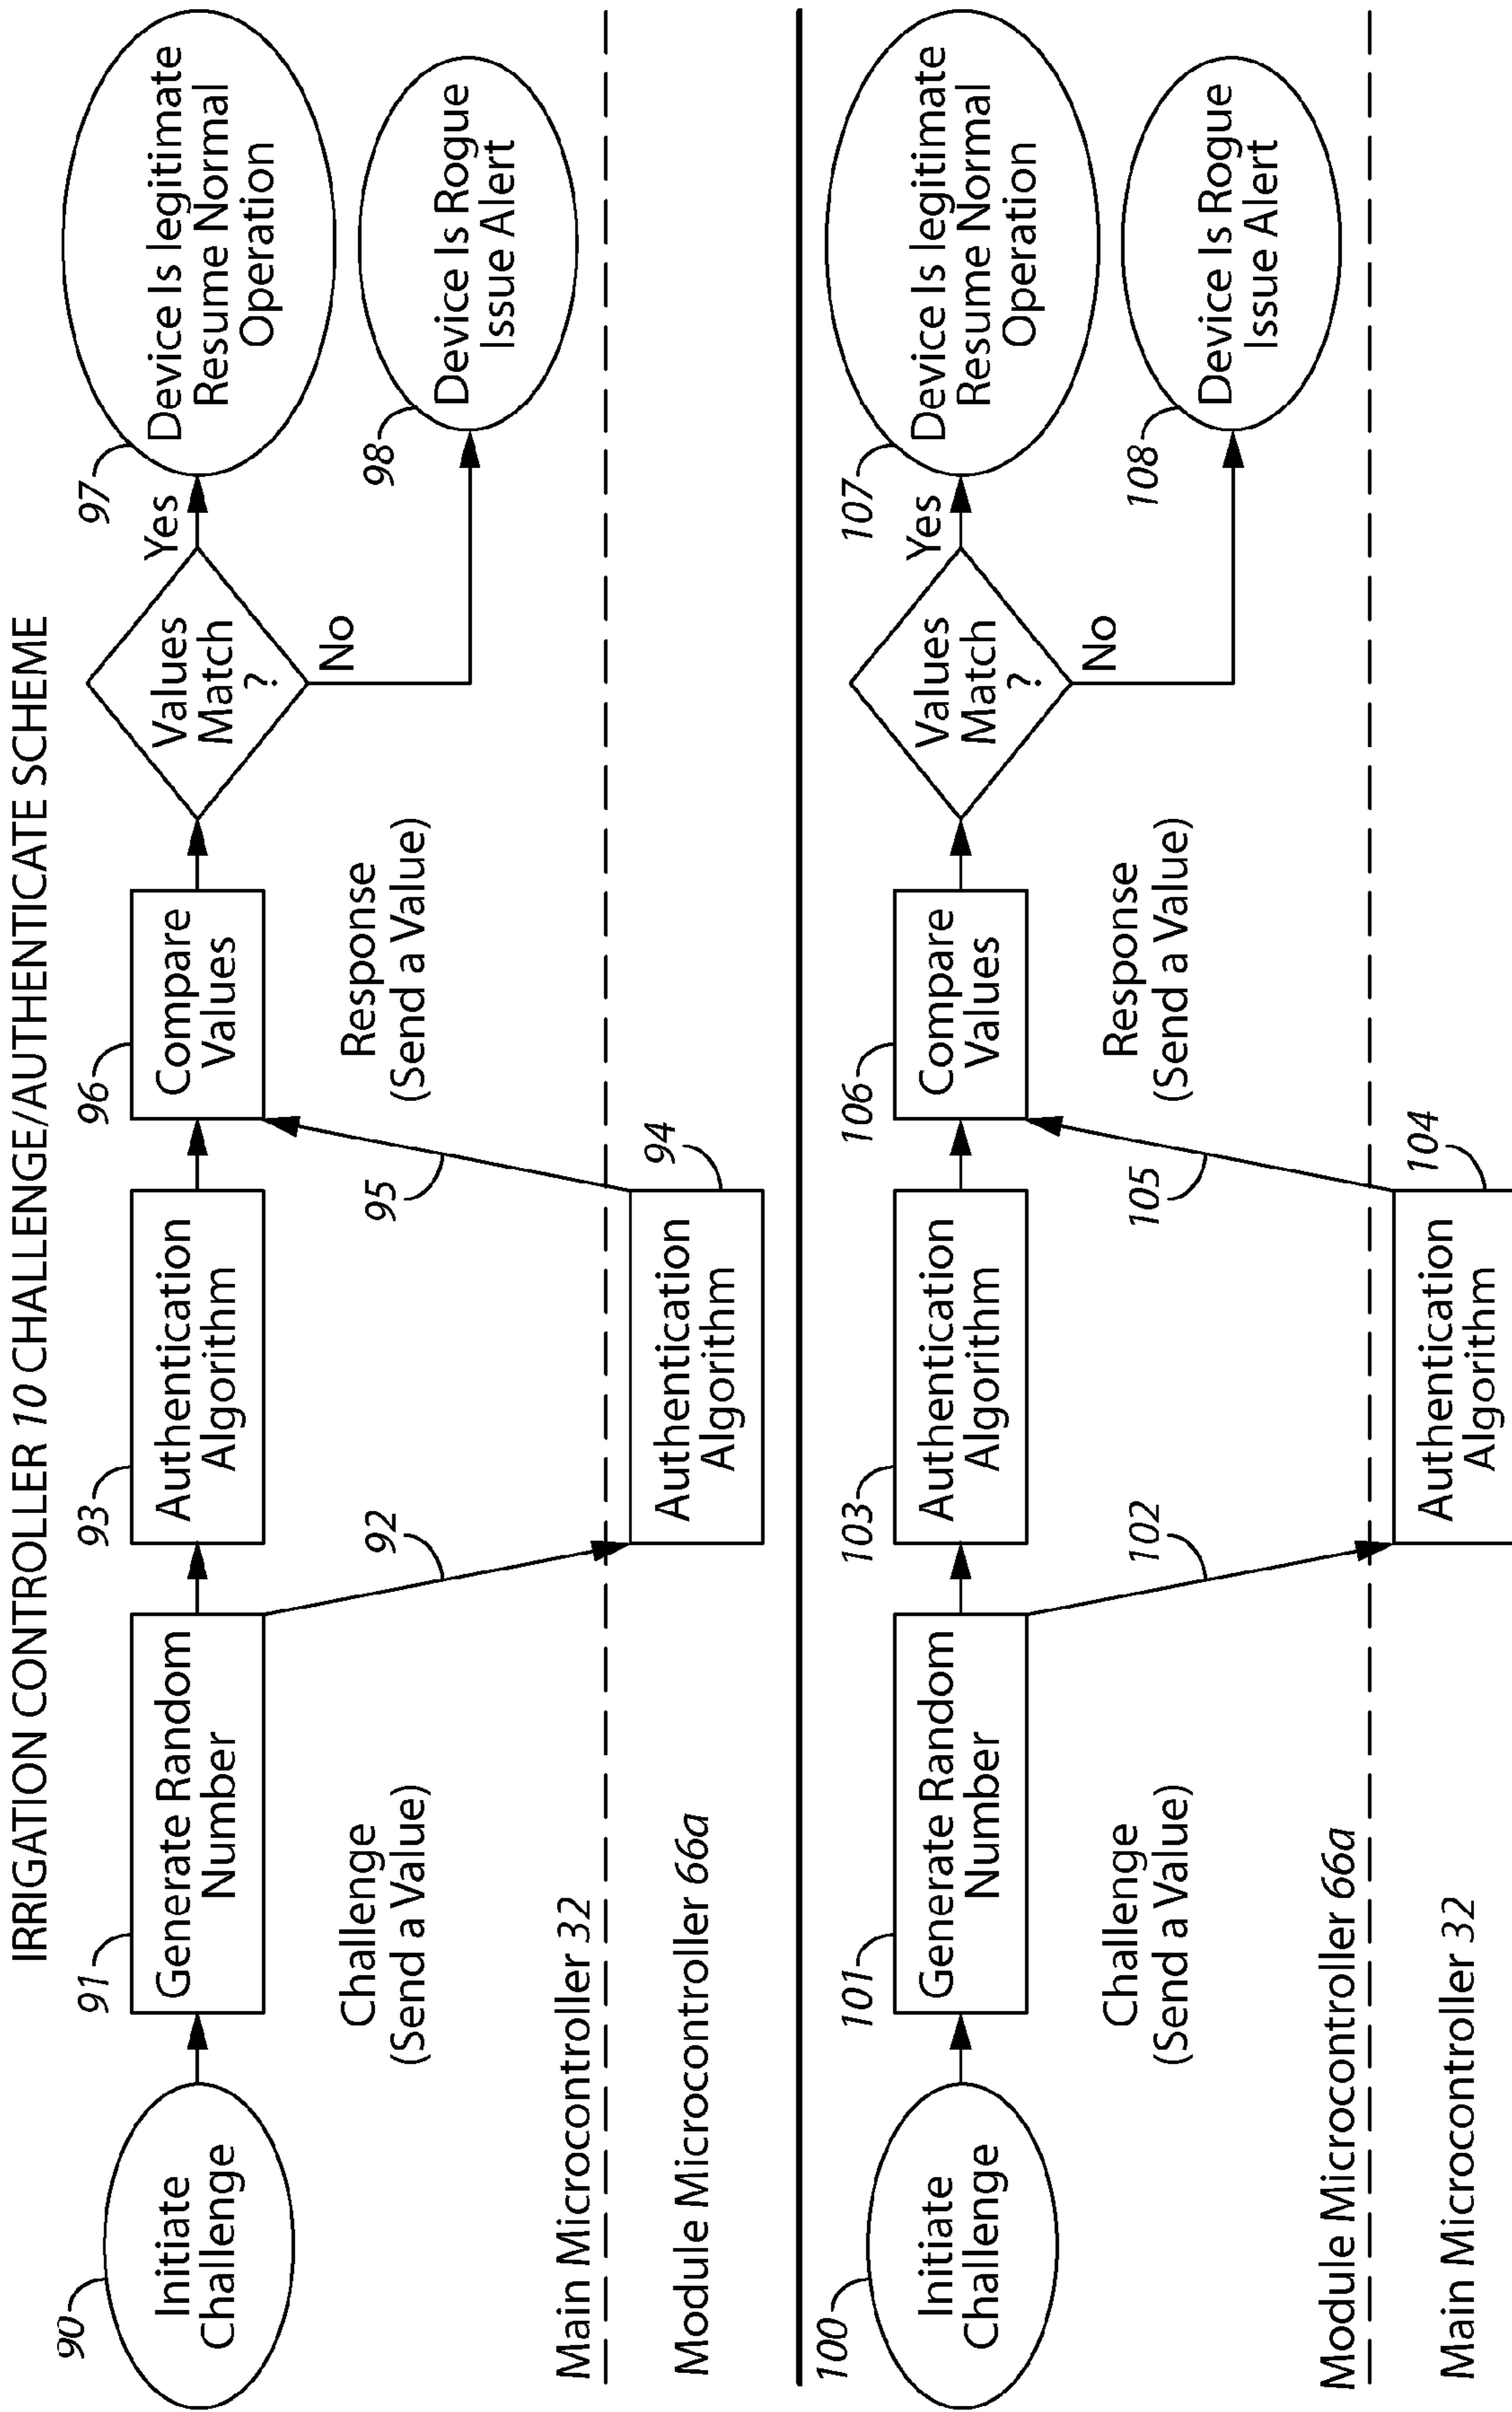 IRRIGATION CONTROLLER 10 CHALLENGE/AUTHENTICATE SCHEME
90
Initiate
Challenge
91
Generate Random
Number
Challenge
(Send a Value)
92
93
Authentication
Algorithm
94
Authentication
Algorithm
95
Response
(Send a Value)
96
Compare
Values
Values
Match
?
Yes
No
97
Device Is legitimate
Resume Normal
Operation
98
Device Is Rogue
Issue Alert
Main Microcontroller 32
Module Microcontroller 66a
100
Initiate
Challenge
101
Generate Random
Number
Challenge
(Send a Value)
102
103
Authentication
Algorithm
104
Authentication
Algorithm
105
Response
(Send a Value)
106
Compare
Values
Values
Match
?
Yes
No
107
Device Is legitimate
Resume Normal
Operation
108
Device Is Rogue
Issue Alert
Module Microcontroller 66a
Main Microcontroller 32